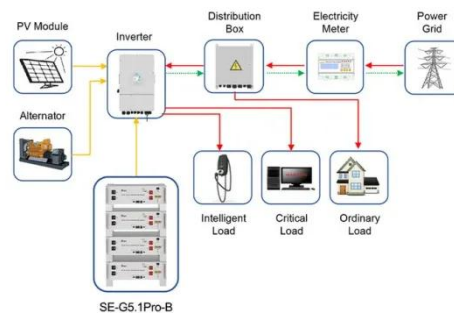 PV Module
Inverter
Distribution
Box
Electricity
Meter
Power
Grid
Alternator
Intelligent
Load
Critical
Load
Ordinary
Load
SE-G5.1Pro-B